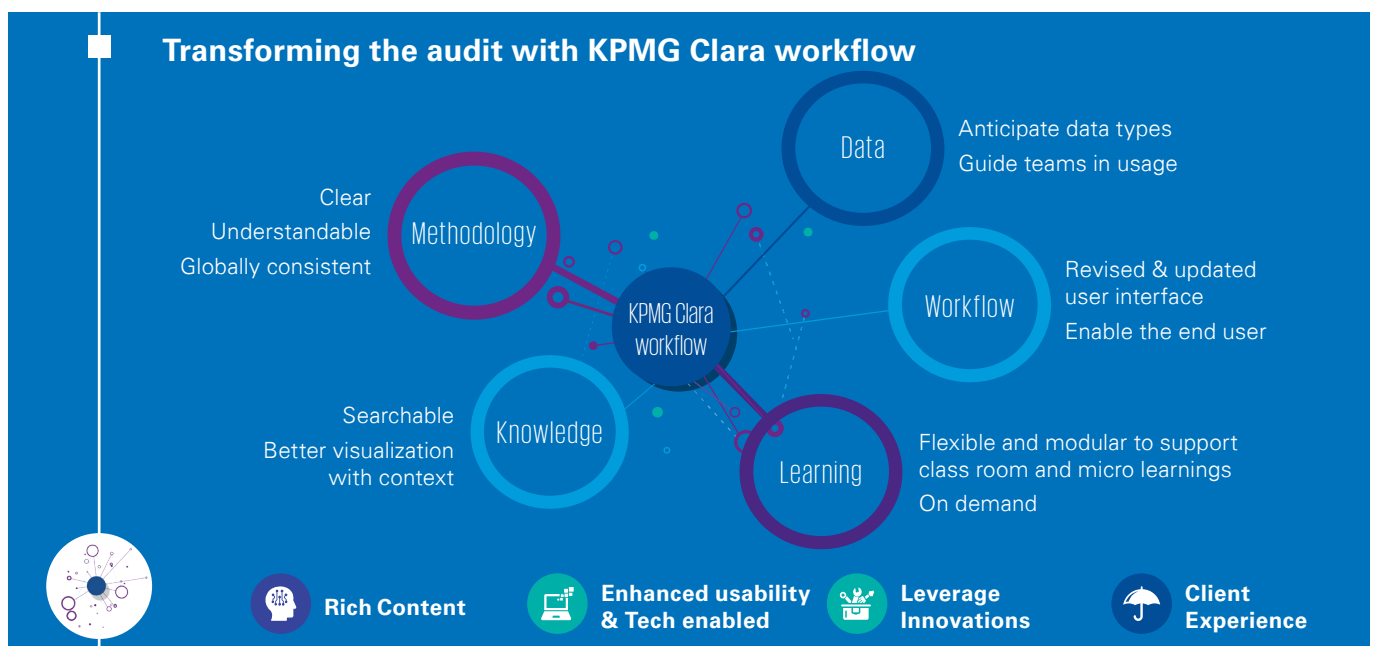 Transforming the audit with KPMG Clara workflow
Methodology
Clear
Understandable
Globally consistent
Data
Anticipate data types
Guide teams in usage
KPMG Clara
workflow
Workflow
Revised & updated
user interface
Enable the end user
Knowledge
Searchable
Better visualization
with context
Learning
Flexible and modular to support
class room and micro learnings
On demand
Rich Content
Enhanced usability
& Tech enabled
Leverage
Innovations
Client
Experience